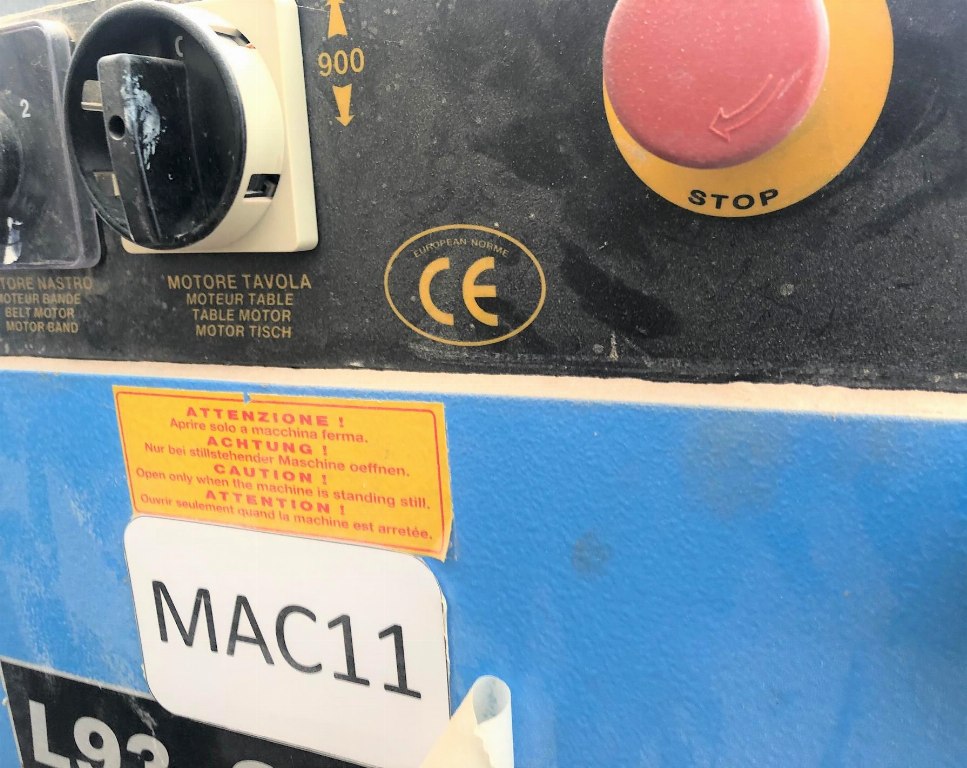 2
900
STOP
EUROPEAN NORME
CE
MOTEUR BANDE
BELT MOTOR
MOTOR BAND
MOTORE TAVOLA
MOTEUR TABLE
TABLE MOTOR
MOTOR TISCH
ATTENZIONE !
Aprire solo a macchina ferma.
ACHTUNG !
Nur bei stillstehender Maschine oeffnen.
CAUTION !
Open only when the machine is standing still.
ATTENTION !
Ouvrir seulement quand la machine est arretée.
MAC11
L93